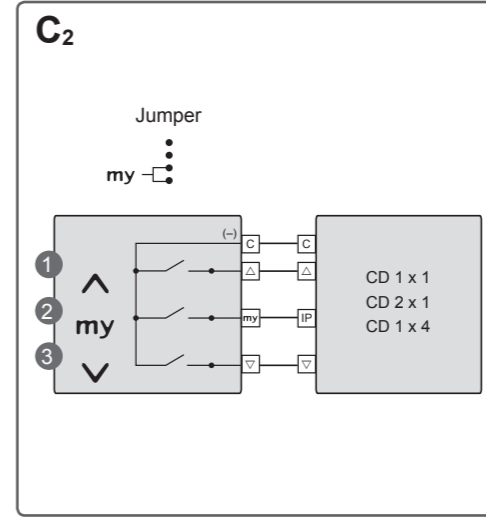 C₂
Jumper
my
(–)
C C
1 △ △
CD 1 x 1
2 my my IP
CD 2 x 1
CD 1 x 4
3 ▽ ▽